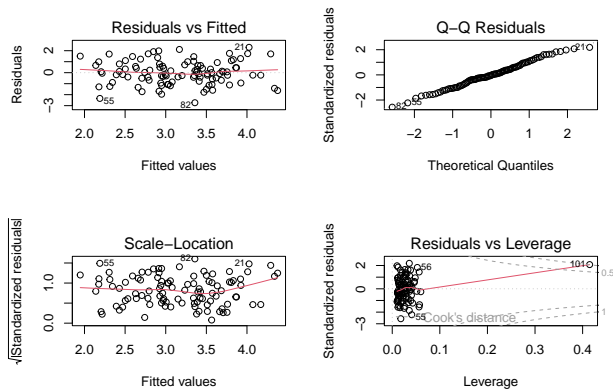 Residuals vs Fitted
Residuals
−3
0
2
21
55
82
2.0 2.5 3.0 3.5 4.0
Fitted values
Q−Q Residuals
Standardized residuals
−2
0
2
21
82 55
−2 −1 0 1 2
Theoretical Quantiles
Scale−Location
√|Standardized residuals|
0.0
1.0
55
82
21
2.0 2.5 3.0 3.5 4.0
Fitted values
Residuals vs Leverage
Standardized residuals
−3
0
2
56
101
55
Cook's distance
0.5
1
0.0 0.1 0.2 0.3 0.4
Leverage